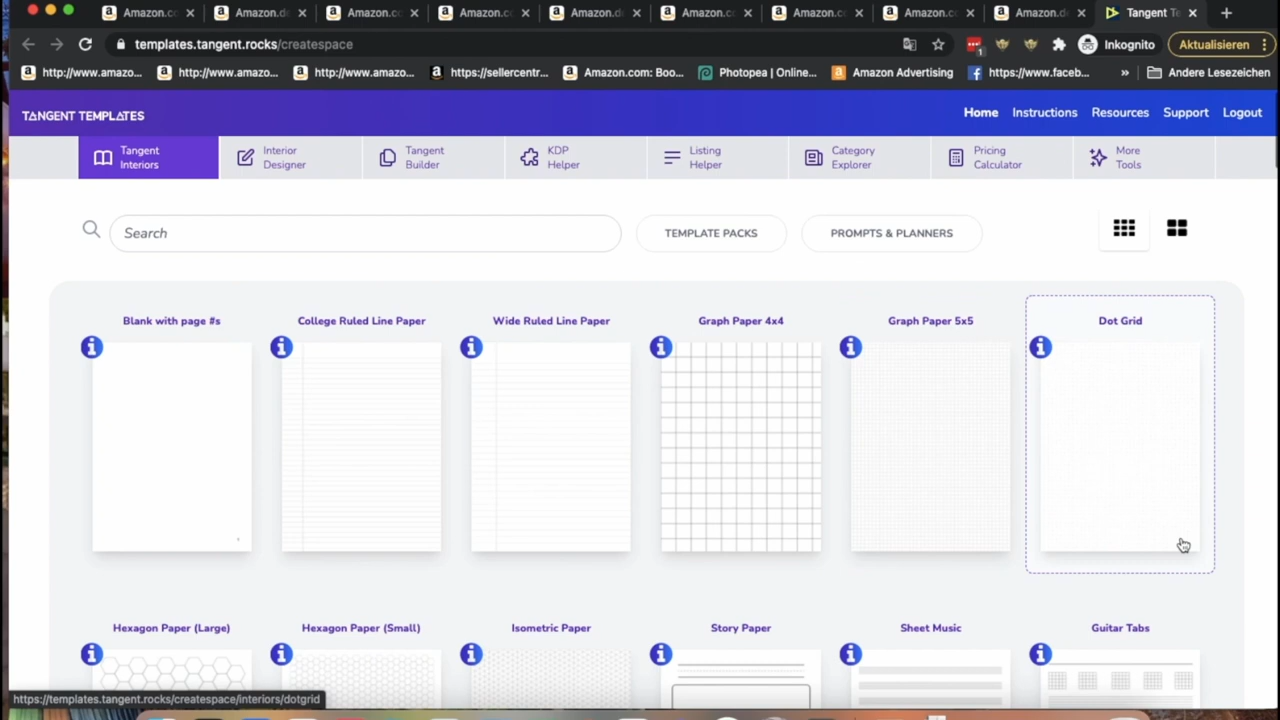 Amazon.c
Amazon.d
Amazon.c
Amazon.c
Amazon.c
Amazon.c
Amazon.c
Amazon.c
Amazon.d
Tangent Te
templates.tangent.rocks/createspace
Inkognito
Aktualisieren
http://www.amazo...
http://www.amazo...
http://www.amazo...
https://sellercentr...
Amazon.com: Boo...
Photopea | Online...
Amazon Advertising
https://www.faceb...
»
Andere Lesezeichen
TANGENT TEMPLATES
Home
Instructions
Resources
Support
Logout
Tangent
Interiors
Interior
Designer
Tangent
Builder
KDP
Helper
Listing
Helper
Category
Explorer
Pricing
Calculator
More
Tools
Search
TEMPLATE PACKS
PROMPTS & PLANNERS
Blank with page #s
College Ruled Line Paper
Wide Ruled Line Paper
Graph Paper 4x4
Graph Paper 5x5
Dot Grid
Hexagon Paper (Large)
Hexagon Paper (Small)
Isometric Paper
Story Paper
Sheet Music
Guitar Tabs
https://templates.tangent.rocks/createspace/interiors/dotgrid